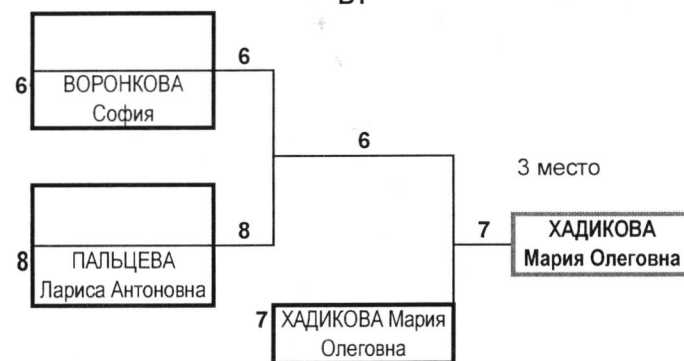 6
ВОРОНКОВА
София
6
6
3 место
8
ПАЛЬЦЕВА
Лариса Антоновна
8
7
ХАДИКОВА
Мария Олеговна
7
ХАДИКОВА Мария
Олеговна